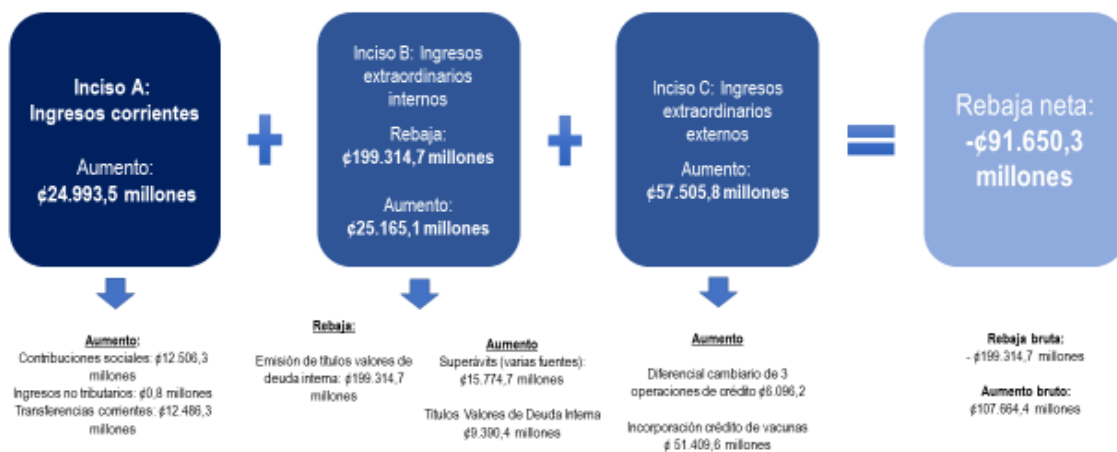 Inciso A:
Ingresos corrientes
Aumento:
₡24.993,5 millones
+
Inciso B: Ingresos
extraordinarios
internos
Rebaja:
₡199.314,7 millones
Aumento:
₡25.165,1 millones
+
Inciso C: Ingresos
extraordinarios
externos
Aumento:
₡57.505,8 millones
=
Rebaja neta:
-₡91.650,3
millones
Aumento:
Contribuciones sociales: ₡12.506,3
millones
Ingresos no tributarios: ₡0,8 millones
Transferencias corrientes: ₡12.486,3
millones
Rebaja:
Emisión de títulos valores de
deuda interna: ₡199.314,7
millones
Aumento
Superávits (varias fuentes):
₡15.774,7 millones
Títulos Valores de Deuda Interna
₡9.390,4 millones
Aumento
Diferencial cambiario de 3
operaciones de crédito ₡6.096,2
Incorporación crédito de vacunas
₡ 51.409,6 millones
Rebaja bruta:
- ₡199.314,7 millones
Aumento bruto:
₡107.664,4 millones